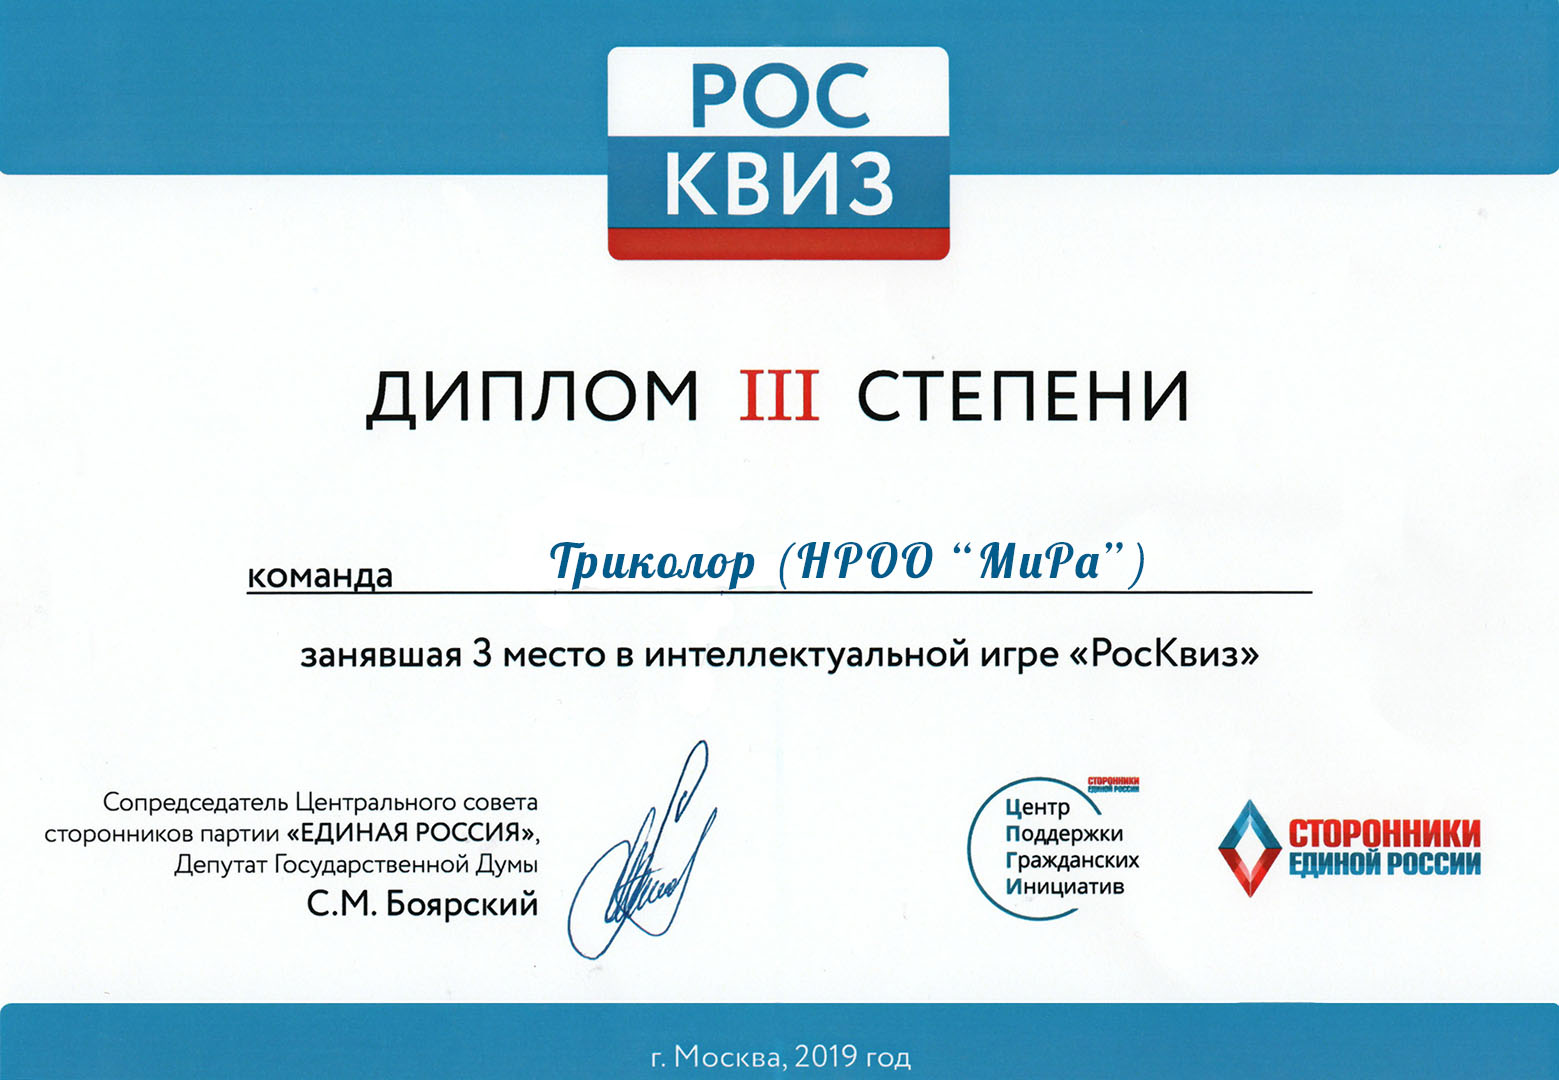 РОС
КВИЗ
ДИПЛОМ III СТЕПЕНИ
команда Триколор (НРОО “МиРа”)
занявшая 3 место в интеллектуальной игре «РосКвиз»
Сопредседатель Центрального совета
сторонников партии «ЕДИНАЯ РОССИЯ»,
Депутат Государственной Думы
С.М. Боярский
СТОРОННИКИ
ЕДИНОЙ РОССИИ
Центр
Поддержки
Гражданских
Инициатив
СТОРОННИКИ
ЕДИНОЙ РОССИИ
г. Москва, 2019 год